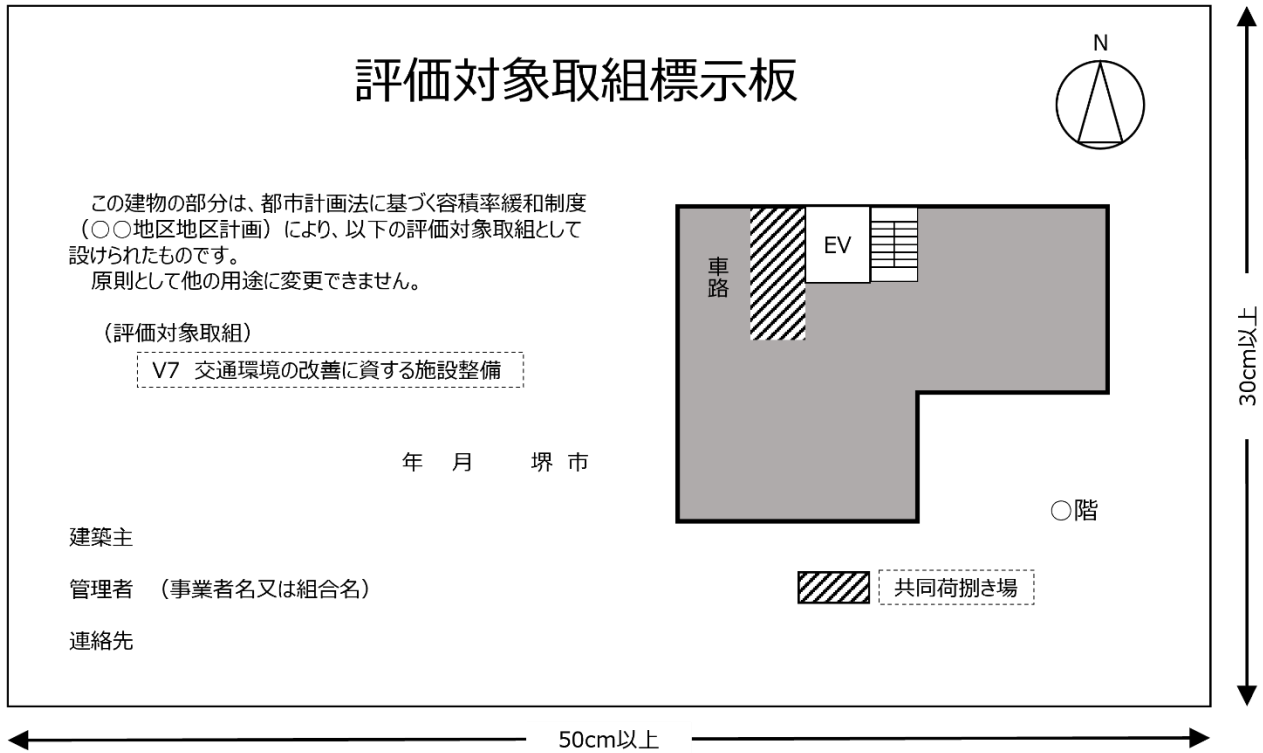 評価対象取組標示板
N
この建物の部分は、都市計画法に基づく容積率緩和制度
（○○地区地区計画）により、以下の評価対象取組として
設けられたものです。
原則として他の用途に変更できません。
（評価対象取組）
V7 交通環境の改善に資する施設整備
年 月 堺 市
建築主
管理者 （事業者名又は組合名）
連絡先
車路
EV
○階
共同荷捌き場
30cm以上
50cm以上